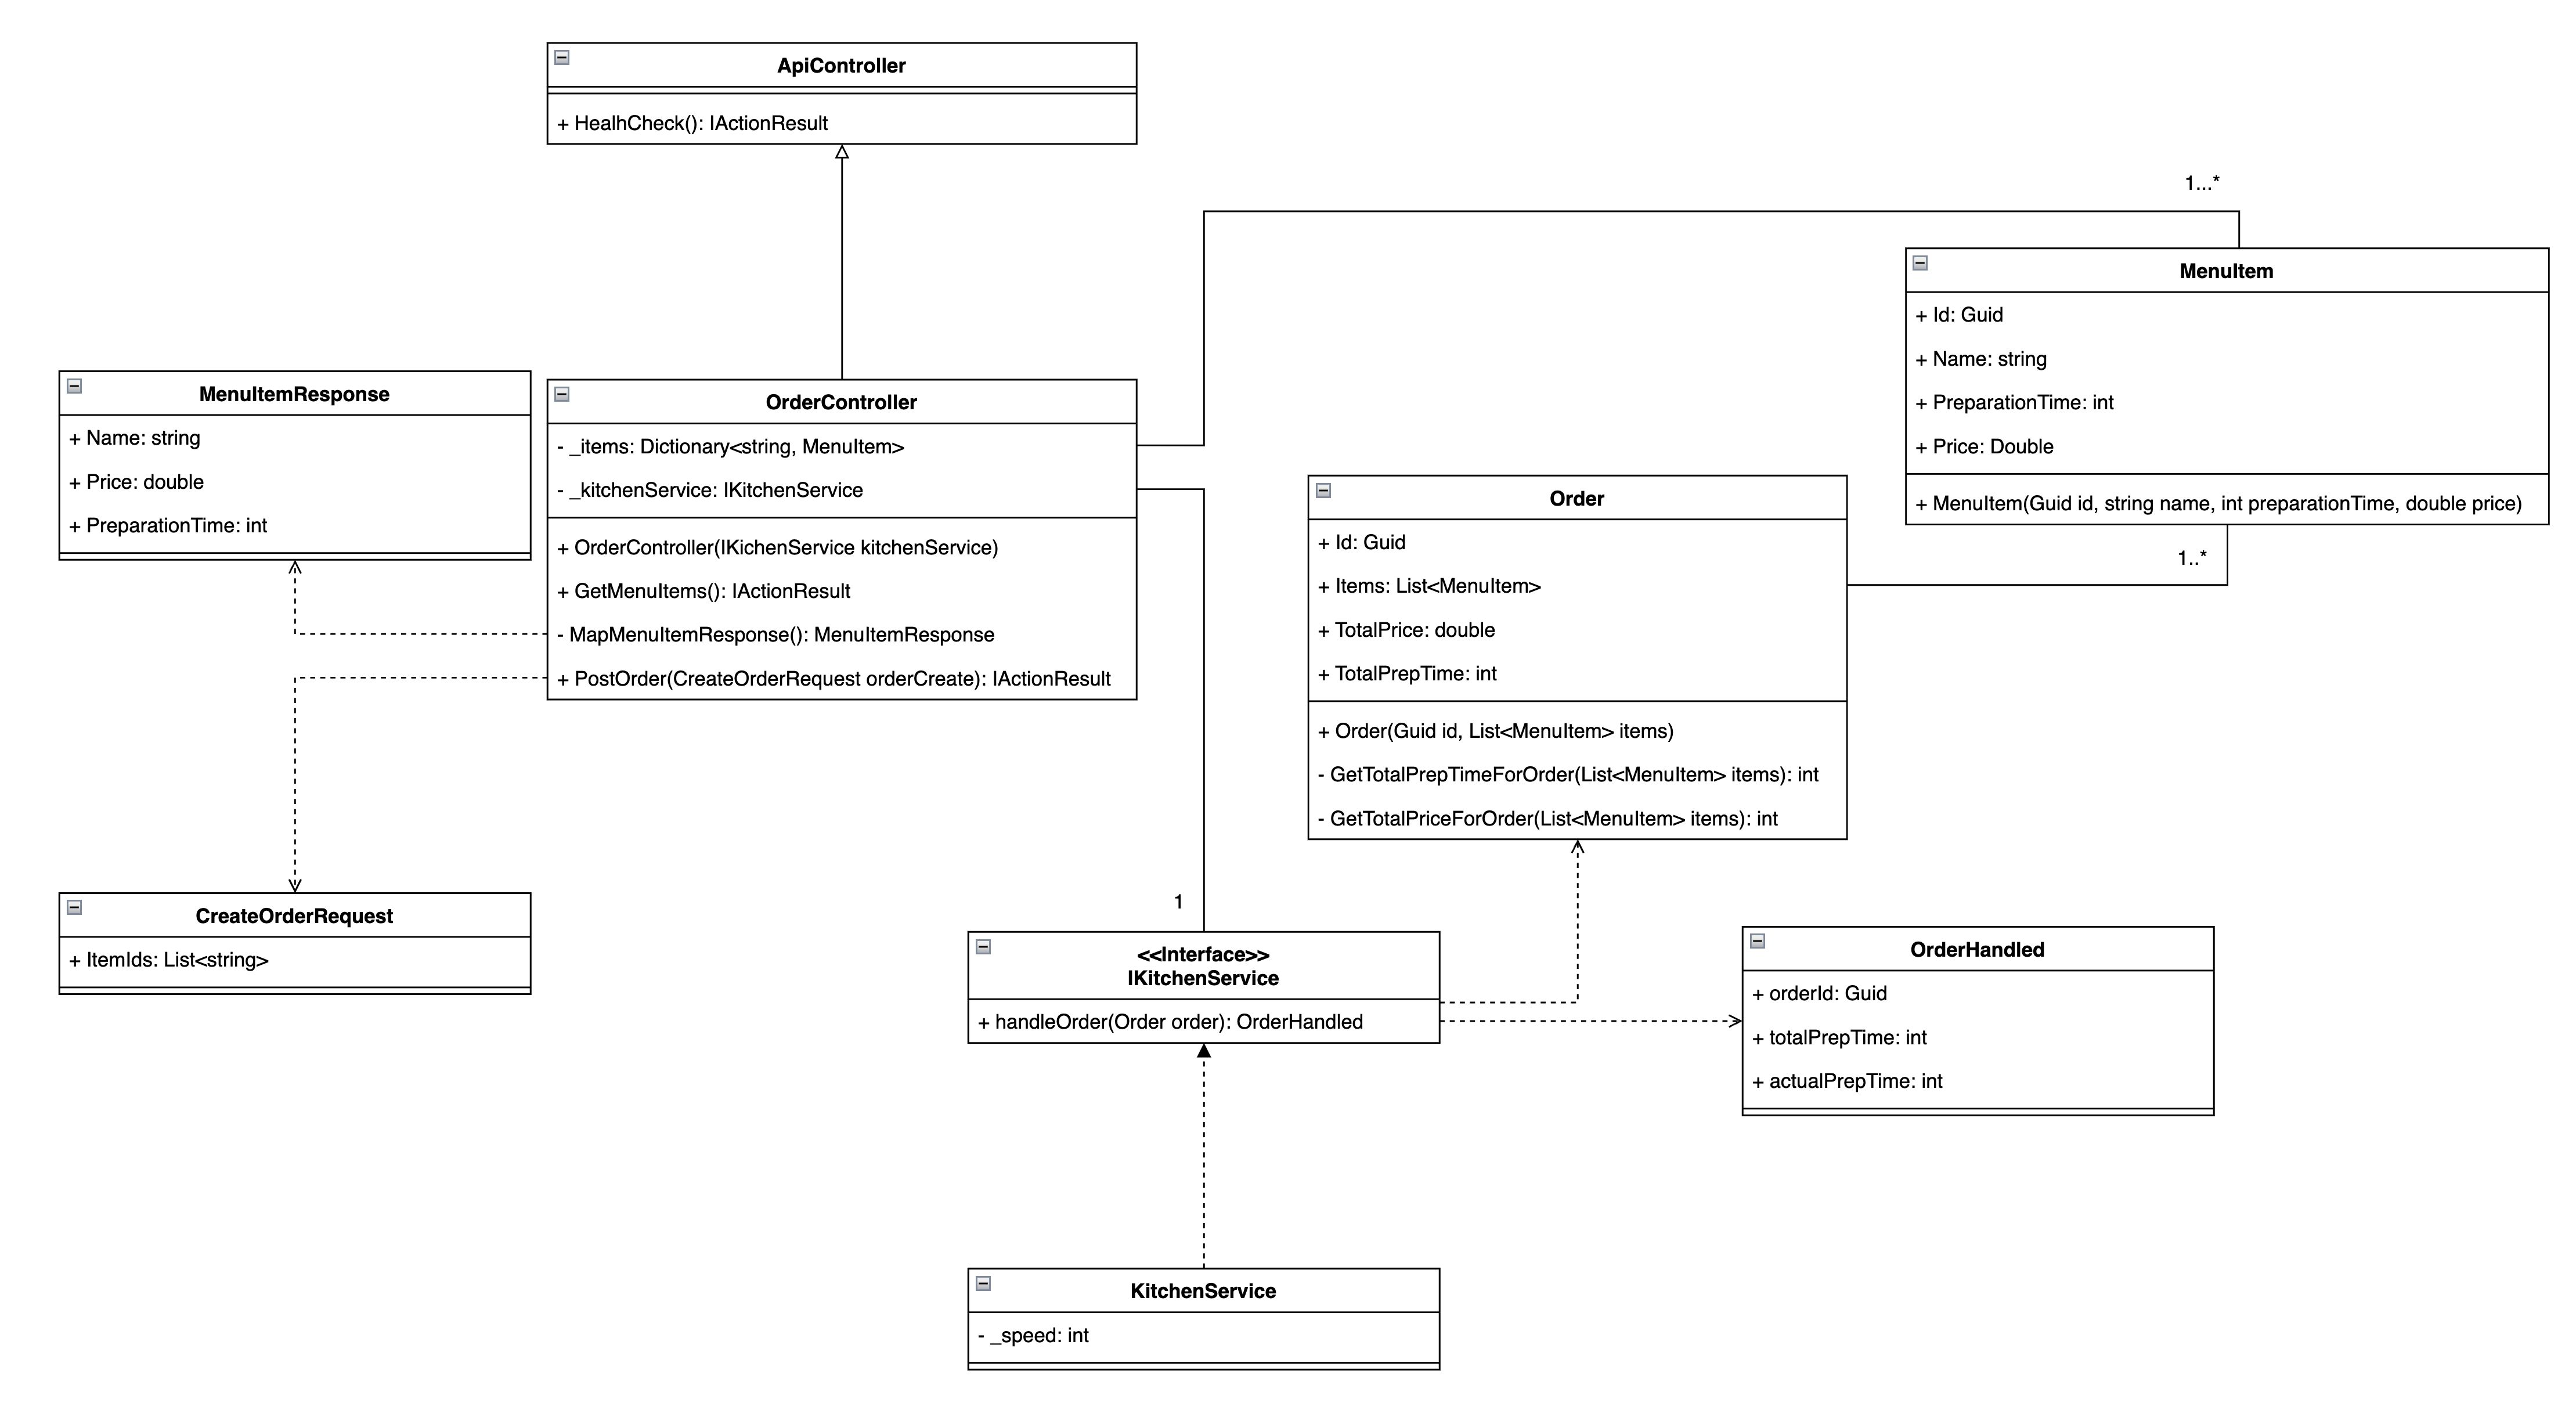 ApiController
+ HealhCheck(): IActionResult
1...*
MenuItem
+ Id: Guid
+ Name: string
+ PreparationTime: int
+ Price: Double
+ MenuItem(Guid id, string name, int preparationTime, double price)
1..*
MenuItemResponse
+ Name: string
+ Price: double
+ PreparationTime: int
OrderController
- _items: Dictionary<string, MenuItem>
- _kitchenService: IKitchenService
+ OrderController(IKichenService kitchenService)
+ GetMenuItems(): IActionResult
- MapMenuItemResponse(): MenuItemResponse
+ PostOrder(CreateOrderRequest orderCreate): IActionResult
Order
+ Id: Guid
+ Items: List<MenuItem>
+ TotalPrice: double
+ TotalPrepTime: int
+ Order(Guid id, List<MenuItem> items)
- GetTotalPrepTimeForOrder(List<MenuItem> items): int
- GetTotalPriceForOrder(List<MenuItem> items): int
CreateOrderRequest
+ ItemIds: List<string>
1
<<Interface>>
IKitchenService
+ handleOrder(Order order): OrderHandled
OrderHandled
+ orderId: Guid
+ totalPrepTime: int
+ actualPrepTime: int
KitchenService
- _speed: int